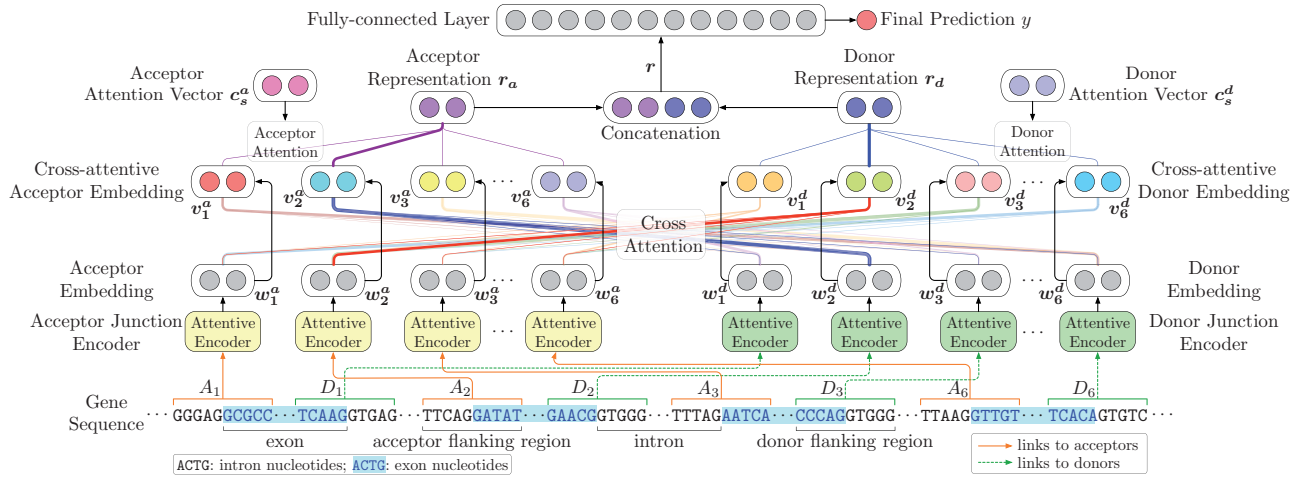 Fully-connected Layer
Final Prediction y
Acceptor
Representation r_a
Donor
Representation r_d
Acceptor
Attention Vector c_s^a
r
Donor
Attention Vector c_s^d
Concatenation
Acceptor
Attention
Donor
Attention
Cross-attentive
Acceptor Embedding
v_1^a
v_2^a
v_3^a
···
v_6^a
v_1^d
v_2^d
v_3^d
···
v_6^d
Cross-attentive
Donor Embedding
Cross
Attention
Acceptor
Embedding
w_1^a
w_2^a
w_3^a
···
w_6^a
w_1^d
w_2^d
w_3^d
···
w_6^d
Donor
Embedding
Acceptor Junction
Encoder
Attentive
Encoder
Attentive
Encoder
Attentive
Encoder
···
Attentive
Encoder
Attentive
Encoder
Attentive
Encoder
Attentive
Encoder
···
Attentive
Encoder
Donor Junction
Encoder
A_1 D_1 A_2 D_2 A_3 D_3 A_6 D_6
Gene
Sequence
···GGGAGGCGCC···TCAAGGTGAG···TTCAGGATAT···GAACGGTGGG···TTTAGAATCA···CCCAGGTGGG···TTAAGGTTGT···TCACAGTGTC···
exon
acceptor flanking region
intron
donor flanking region
ACTG: intron nucleotides; ACTG: exon nucleotides
links to acceptors
links to donors